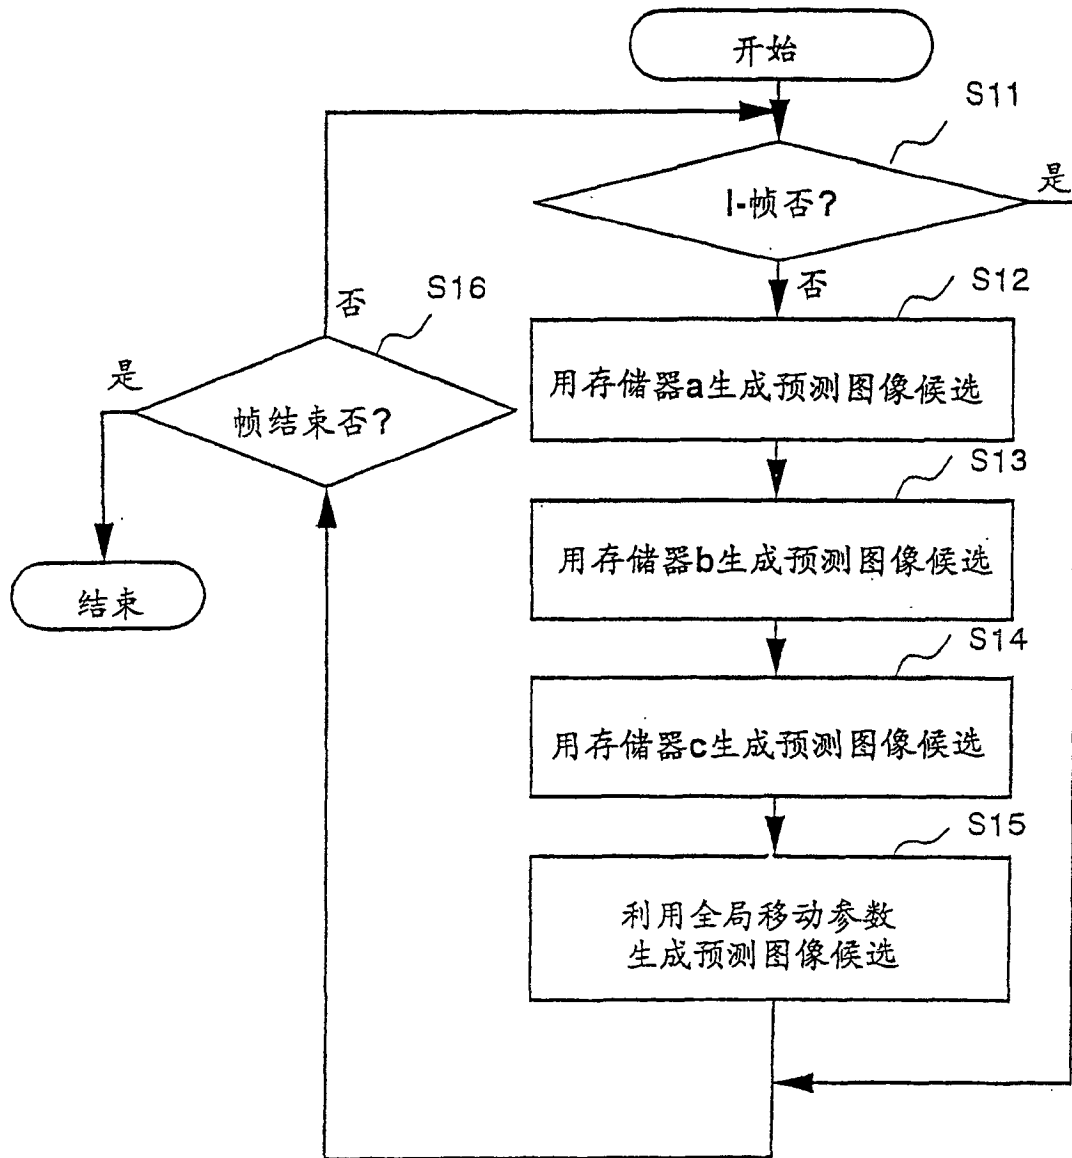 开始
S11
I-帧否?
是
否
S12
用存储器a生成预测图像候选
S13
用存储器b生成预测图像候选
S14
用存储器c生成预测图像候选
S15
利用全局移动参数
生成预测图像候选
S16
否
是
帧结束否?
结束